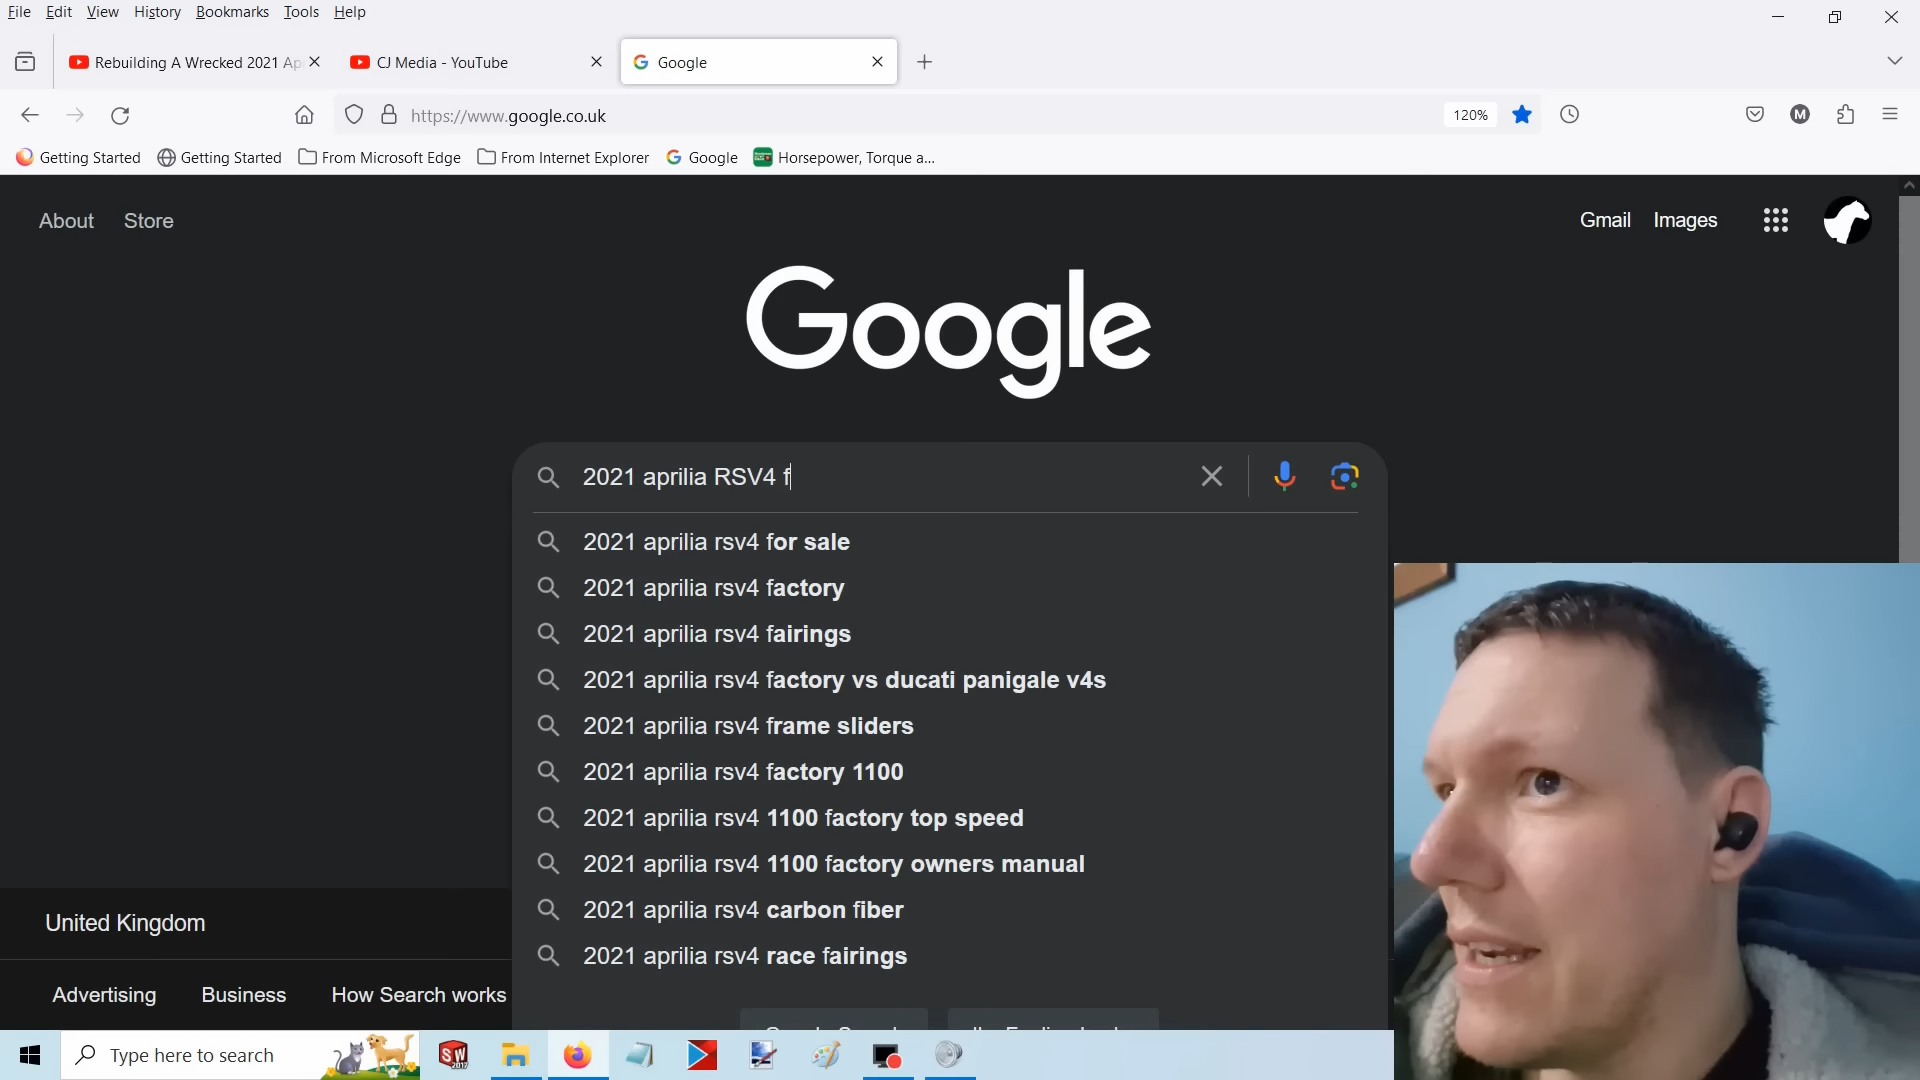 File Edit View History Bookmarks Tools Help
Rebuilding A Wrecked 2021 Ap
CJ Media - YouTube
Google
https://www.google.co.uk
120%
M
Getting Started
Getting Started
From Microsoft Edge
From Internet Explorer
Google
Horsepower, Torque a...
About Store
Gmail Images
Google
2021 aprilia RSV4 f
2021 aprilia rsv4 for sale
2021 aprilia rsv4 factory
2021 aprilia rsv4 fairings
2021 aprilia rsv4 factory vs ducati panigale v4s
2021 aprilia rsv4 frame sliders
2021 aprilia rsv4 factory 1100
2021 aprilia rsv4 1100 factory top speed
2021 aprilia rsv4 1100 factory owners manual
2021 aprilia rsv4 carbon fiber
2021 aprilia rsv4 race fairings
United Kingdom
Advertising Business How Search works
Type here to search
SW
2017